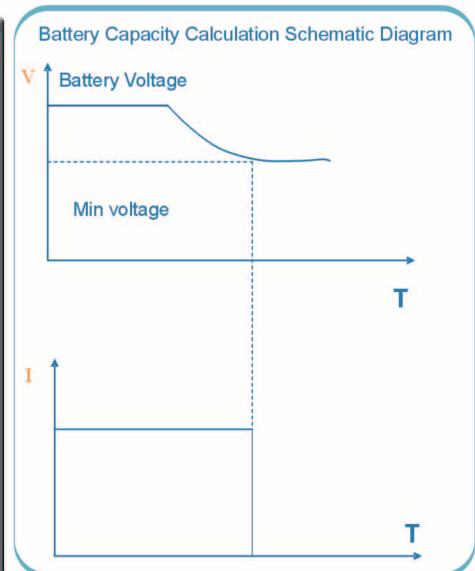 Battery Capacity Calculation Schematic Diagram
V
Battery Voltage
Min voltage
T
I
T